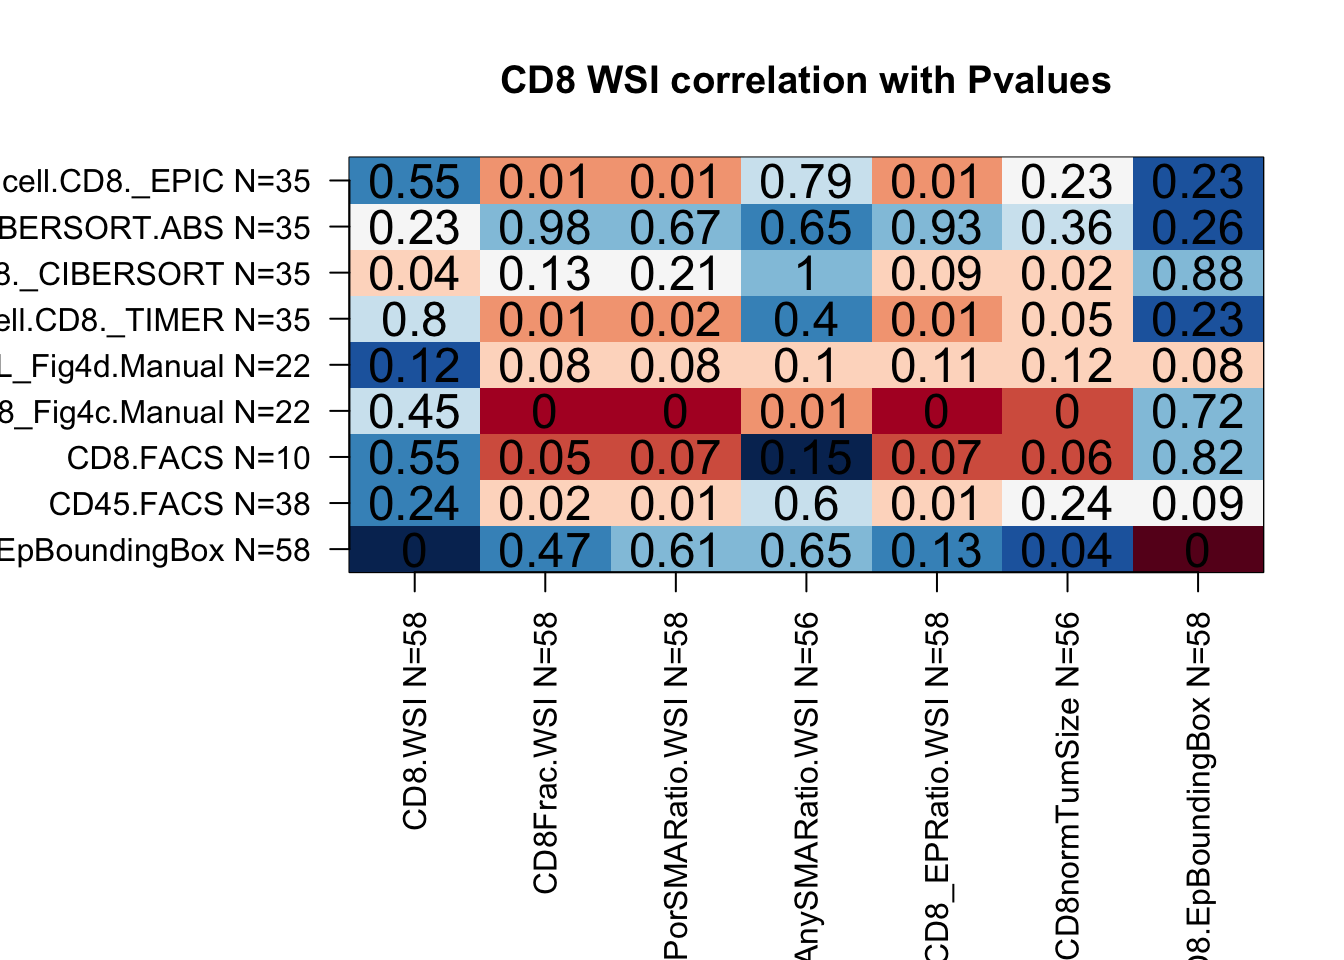 CD8 WSI correlation with Pvalues
cell.CD8._EPIC N=35 0.55 0.01 0.01 0.79 0.01 0.23 0.23
BERSORT.ABS N=35 0.23 0.98 0.67 0.65 0.93 0.36 0.26
8._CIBERSORT N=35 0.04 0.13 0.21 1 0.09 0.02 0.88
ell.CD8._TIMER N=35 0.8 0.01 0.02 0.4 0.01 0.05 0.23
L_Fig4d.Manual N=22 0.12 0.08 0.08 0.1 0.11 0.12 0.08
8_Fig4c.Manual N=22 0.45 0 0 0.01 0 0 0.72
CD8.FACS N=10 0.55 0.05 0.07 0.15 0.07 0.06 0.82
CD45.FACS N=38 0.24 0.02 0.01 0.6 0.01 0.24 0.09
EpBoundingBox N=58 0 0.47 0.61 0.65 0.13 0.04 0
CD8.WSI N=58
CD8Frac.WSI N=58
PorSMARatio.WSI N=58
AnySMARatio.WSI N=56
CD8_EPRatio.WSI N=58
CD8normTumSize N=56
D8.EpBoundingBox N=58